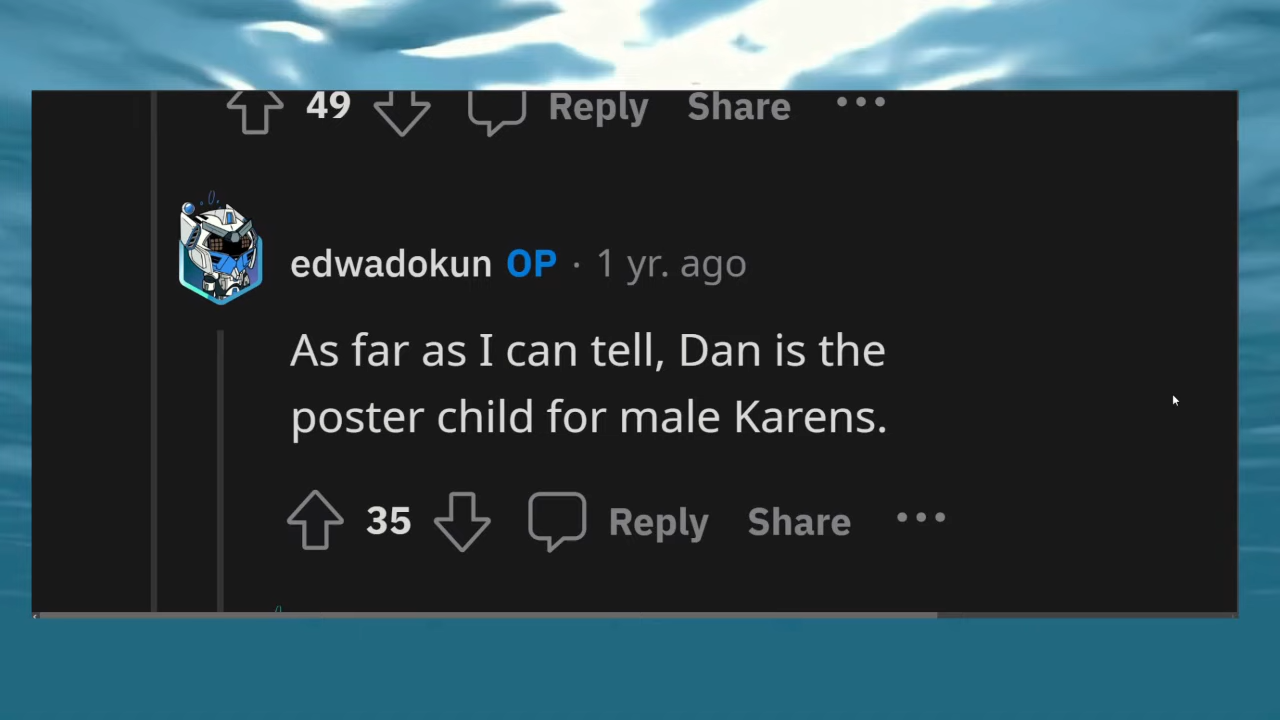 49 Reply Share •••
edwadokun OP · 1 yr. ago
As far as I can tell, Dan is the
poster child for male Karens.
35 Reply Share •••